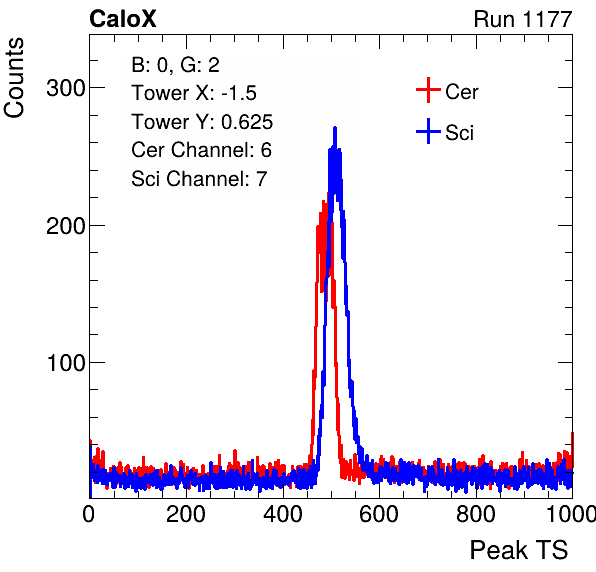 CaloX Run 1177
Counts
B: 0, G: 2
Tower X: -1.5
Tower Y: 0.625
Cer Channel: 6
Sci Channel: 7
Cer
Sci
300
200
100
0 200 400 600 800 1000
Peak TS